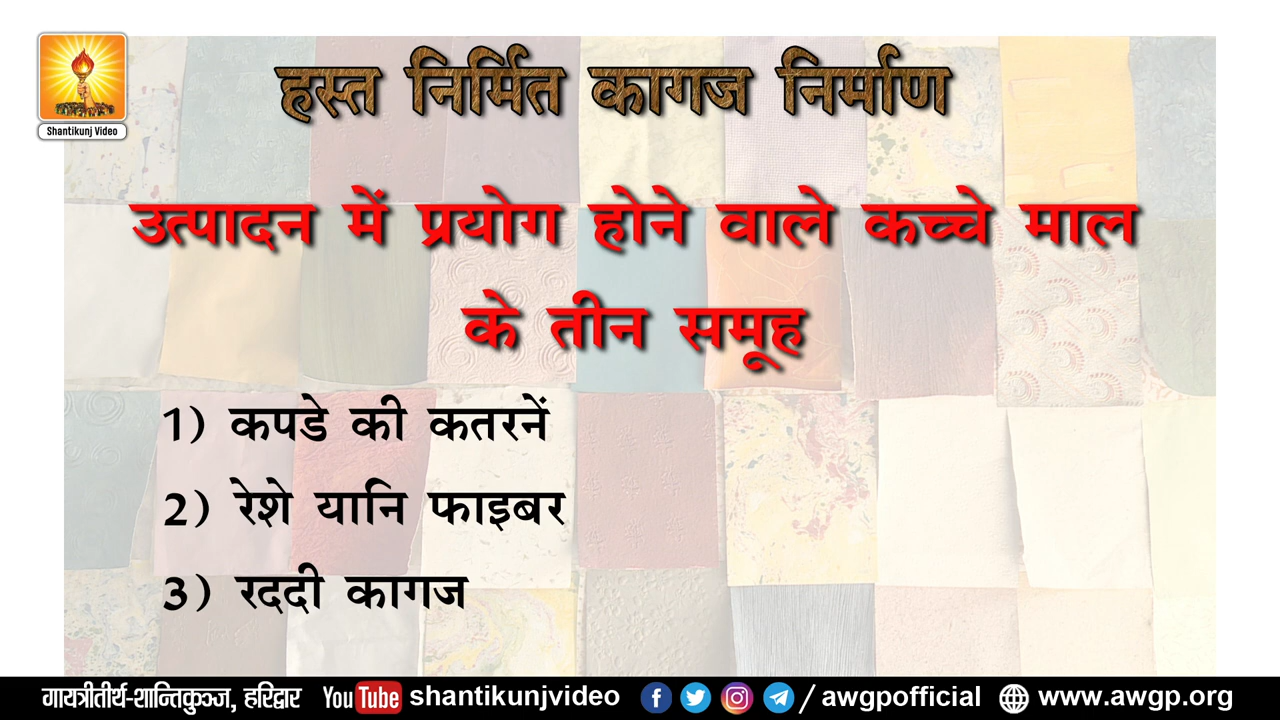 Shantikunj Video
हस्त निर्मित कागज निर्माण
उत्पादन में प्रयोग होने वाले कच्चे माल
के तीन समूह
1) कपडे की कतरनें
2) रेशे यानि फाइबर
3) रददी कागज
गायत्रीतीर्थ-शान्तिकुञ्ज, हरिद्वार YouTube shantikunjvideo / awgpofficial www.awgp.org